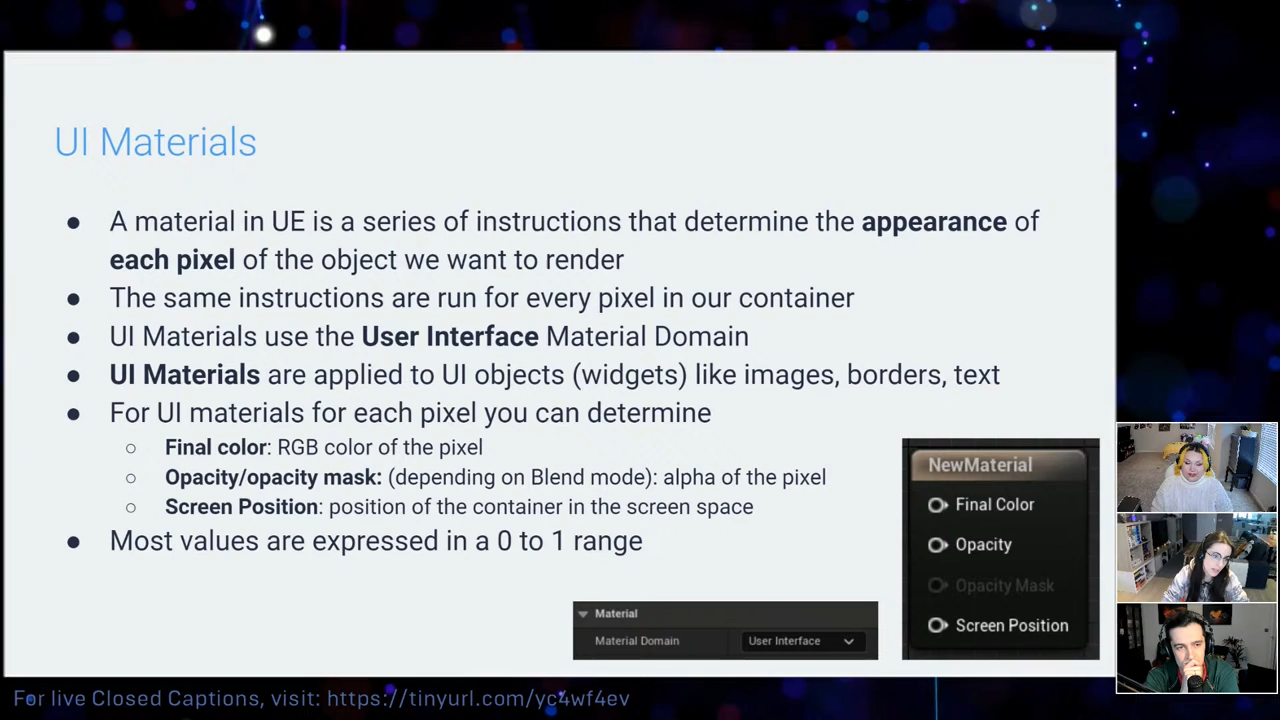 UI Materials
● A material in UE is a series of instructions that determine the appearance of
each pixel of the object we want to render
● The same instructions are run for every pixel in our container
● UI Materials use the User Interface Material Domain
● UI Materials are applied to UI objects (widgets) like images, borders, text
● For UI materials for each pixel you can determine
○ Final color: RGB color of the pixel
○ Opacity/opacity mask: (depending on Blend mode): alpha of the pixel
○ Screen Position: position of the container in the screen space
● Most values are expressed in a 0 to 1 range
Material
Material Domain
User Interface
NewMaterial
Final Color
Opacity
Opacity Mask
Screen Position
For live Closed Captions, visit: https://tinyurl.com/yc4wf4ev